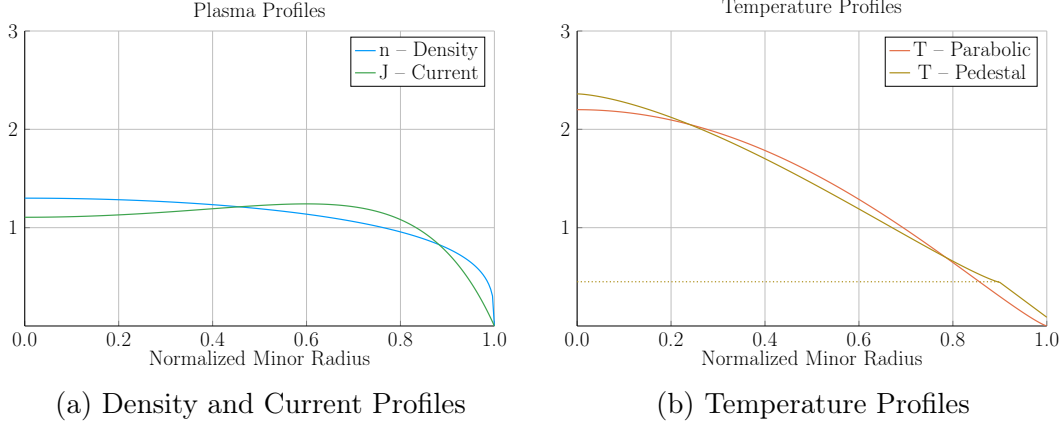 Plasma Profiles
3
2
1
n – Density
J – Current
0.0 0.2 0.4 0.6 0.8 1.0
Normalized Minor Radius
(a) Density and Current Profiles
Temperature Profiles
3
2
1
T – Parabolic
T – Pedestal
0.0 0.2 0.4 0.6 0.8 1.0
Normalized Minor Radius
(b) Temperature Profiles